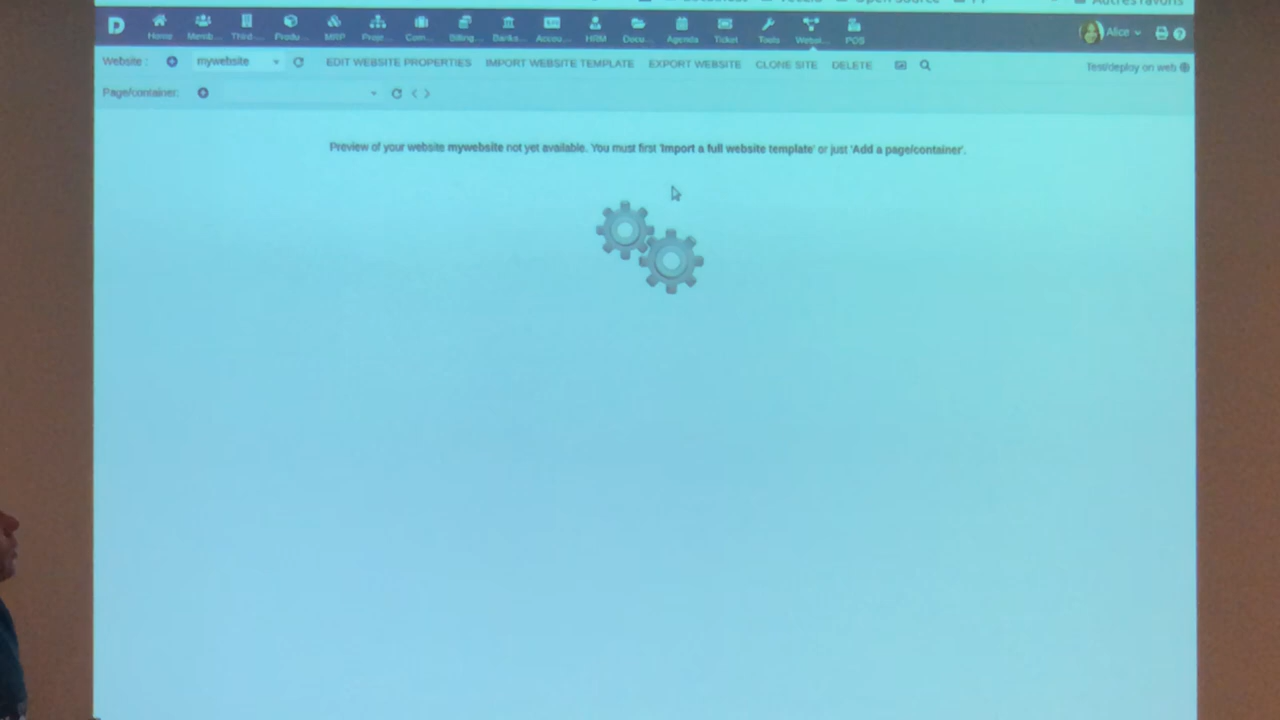 Autres favoris
Home Memb... Third-... Produ... MRP Proje... Com... Billing... Banks... Accou... HRM Docu... Agenda Ticket Tools Websi... POS Alice
Website : mywebsite EDIT WEBSITE PROPERTIES IMPORT WEBSITE TEMPLATE EXPORT WEBSITE CLONE SITE DELETE Test/deploy on web
Page/container:
Preview of your website mywebsite not yet available. You must first 'Import a full website template' or just 'Add a page/container'.